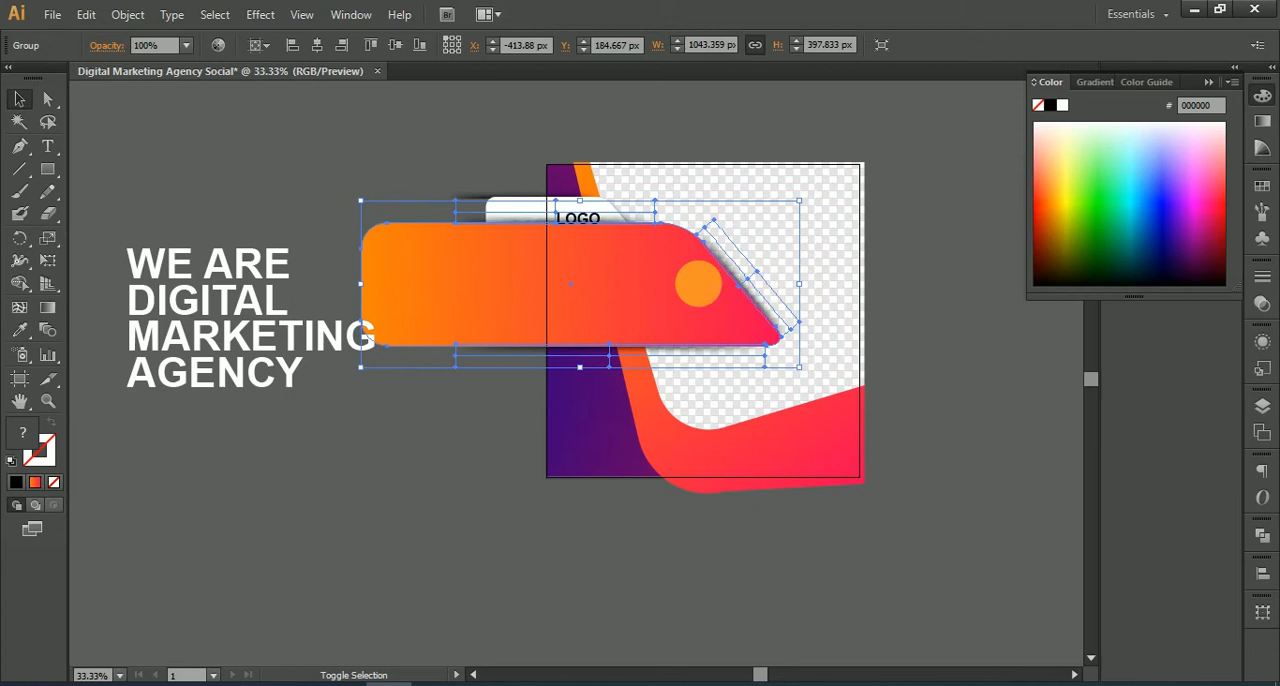 Ai File Edit Object Type Select Effect View Window Help Br Essentials
Group Opacity: 100% X: -413.88 px Y: 184.667 px W: 1043.359 px H: 397.833 px
Digital Marketing Agency Social* @ 33.33% (RGB/Preview) ×
Color Gradient Color Guide
# 000000
LOGO
WE ARE
DIGITAL
MARKETING
AGENCY
?
33.33% 1 Toggle Selection